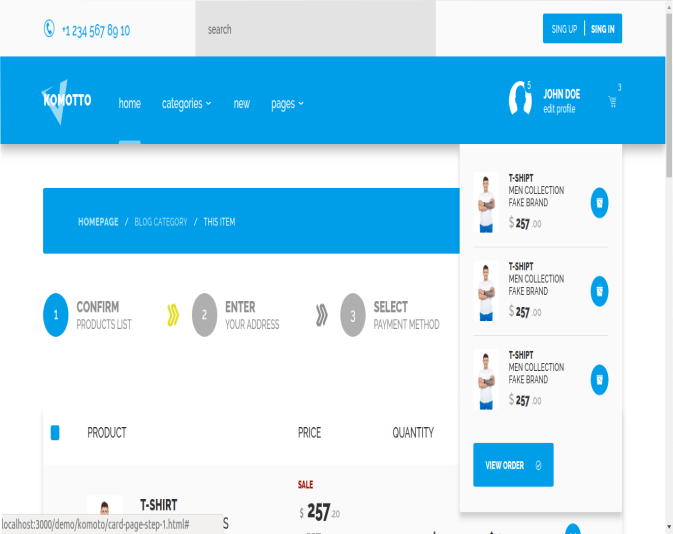 +1 234 567 89 10
search
SING UP
SING IN
KOMOTTO
home
categories
new
pages
5
JOHN DOE
edit profile
3
T-SHIPT
MEN COLLECTION
FAKE BRAND
$ 257 .00
HOMEPAGE / BLOG CATEGORY / THIS ITEM
T-SHIPT
MEN COLLECTION
FAKE BRAND
$ 257 .00
1
CONFIRM
PRODUCTS LIST
2
ENTER
YOUR ADDRESS
3
SELECT
PAYMENT METHOD
T-SHIPT
MEN COLLECTION
FAKE BRAND
$ 257 .00
PRODUCT
PRICE
QUANTITY
VIEW ORDER
SALE
T-SHIRT
$ 257 .20
localhost:3000/demo/komoto/card-page-step-1.html#